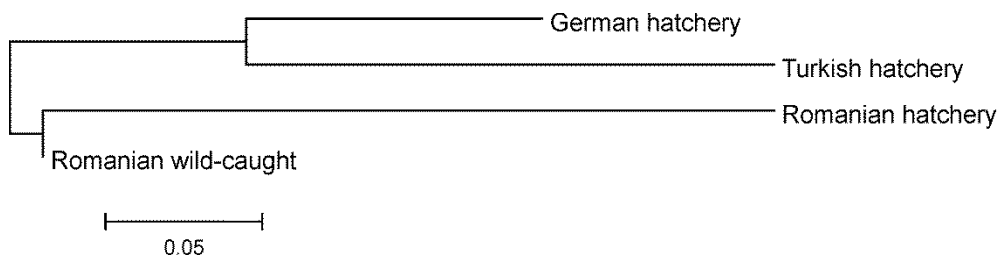 German hatchery
Turkish hatchery
Romanian hatchery
Romanian wild-caught
0.05